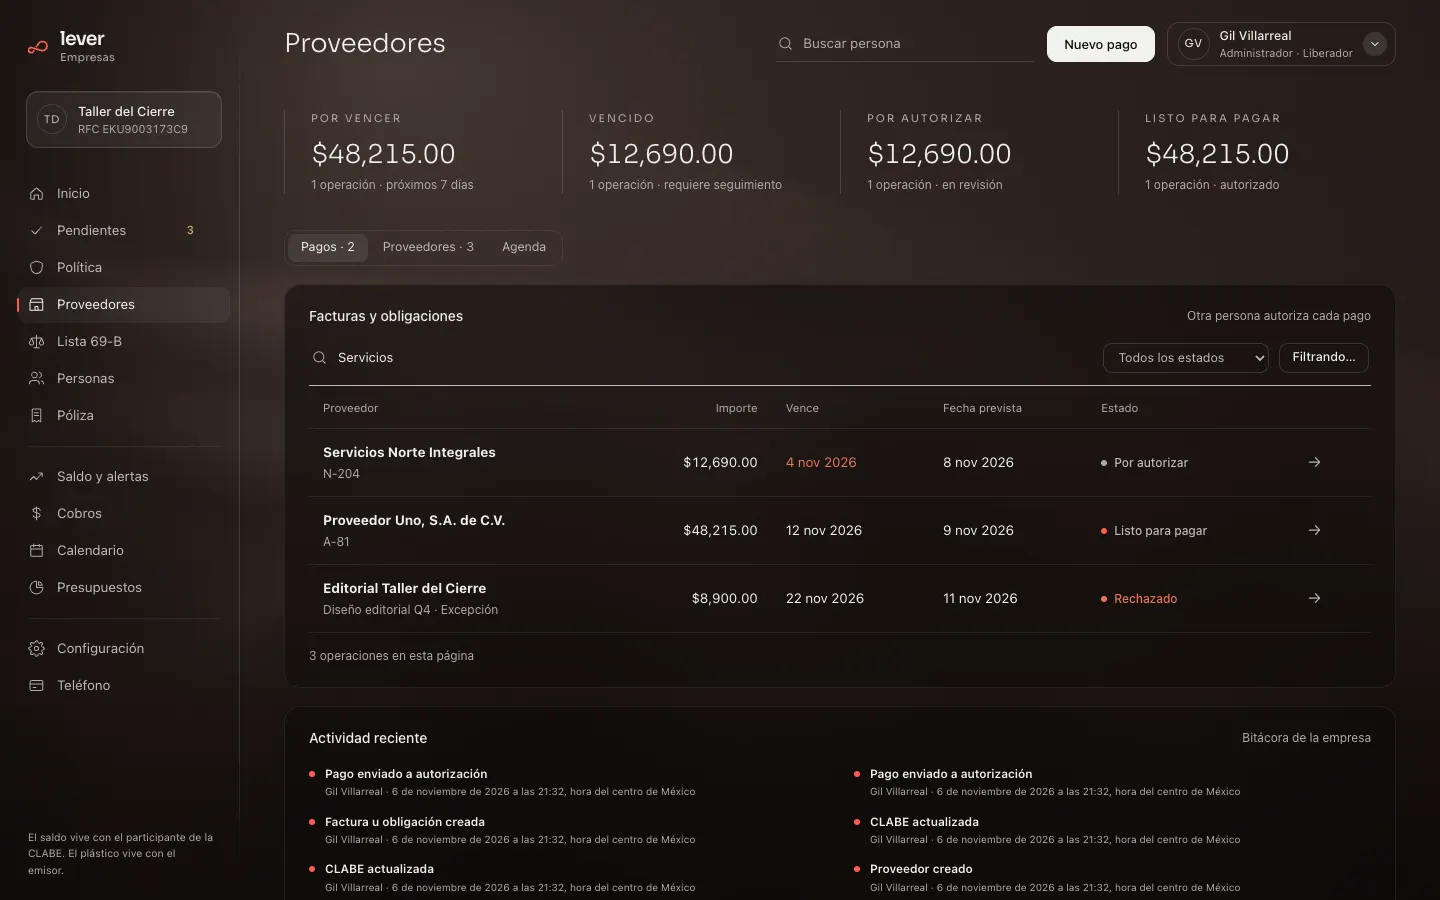 lever
Empresas
TD
Taller del Cierre
RFC EKU9003173C9
Inicio
Pendientes 3
Política
Proveedores
Lista 69-B
Personas
Póliza
Saldo y alertas
Cobros
Calendario
Presupuestos
Configuración
Teléfono
El saldo vive con el participante de la
CLABE. El plástico vive con el
emisor.
Proveedores
Buscar persona
Nuevo pago
GV
Gil Villarreal
Administrador · Liberador
POR VENCER
$48,215.00
1 operación · próximos 7 días
VENCIDO
$12,690.00
1 operación · requiere seguimiento
POR AUTORIZAR
$12,690.00
1 operación · en revisión
LISTO PARA PAGAR
$48,215.00
1 operación · autorizado
Pagos · 2 Proveedores · 3 Agenda
Facturas y obligaciones Otra persona autoriza cada pago
Servicios Todos los estados Filtrando...
Proveedor Importe Vence Fecha prevista Estado
Servicios Norte Integrales
N-204
$12,690.00 4 nov 2026 8 nov 2026 Por autorizar
Proveedor Uno, S.A. de C.V.
A-81
$48,215.00 12 nov 2026 9 nov 2026 Listo para pagar
Editorial Taller del Cierre
Diseño editorial Q4 · Excepción
$8,900.00 22 nov 2026 11 nov 2026 Rechazado
3 operaciones en esta página
Actividad reciente Bitácora de la empresa
Pago enviado a autorización
Gil Villarreal · 6 de noviembre de 2026 a las 21:32, hora del centro de México
Pago enviado a autorización
Gil Villarreal · 6 de noviembre de 2026 a las 21:32, hora del centro de México
Factura u obligación creada
Gil Villarreal · 6 de noviembre de 2026 a las 21:32, hora del centro de México
CLABE actualizada
Gil Villarreal · 6 de noviembre de 2026 a las 21:32, hora del centro de México
CLABE actualizada
Gil Villarreal · 6 de noviembre de 2026 a las 21:32, hora del centro de México
Proveedor creado
Gil Villarreal · 6 de noviembre de 2026 a las 21:32, hora del centro de México